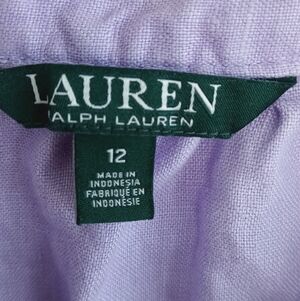 LAUREN
RALPH LAUREN
12
MADE IN
INDONESIA
FABRIQUÉ EN
INDONÉSIE